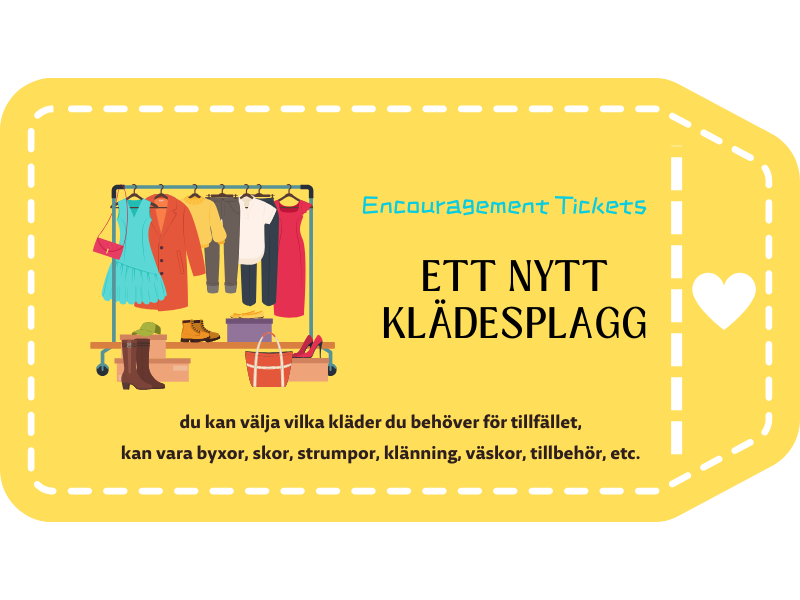 Encouragement Tickets
ETT NYTT
KLÄDESPLAGG
du kan välja vilka kläder du behöver för tillfället,
kan vara byxor, skor, strumpor, klänning, väskor, tillbehör, etc.